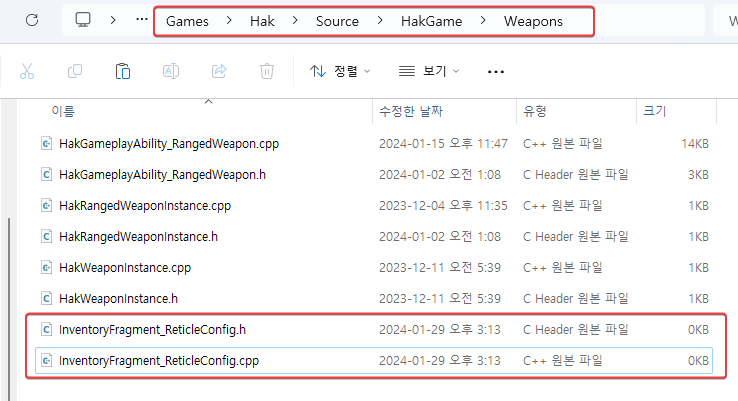 Games > Hak > Source > HakGame > Weapons W
정렬 보기
이름 수정한 날짜 유형 크기
HakGameplayAbility_RangedWeapon.cpp 2024-01-15 오후 11:47 C++ 원본 파일 14KB
HakGameplayAbility_RangedWeapon.h 2024-01-02 오전 1:08 C Header 원본 파일 3KB
HakRangedWeaponInstance.cpp 2023-12-04 오후 11:35 C++ 원본 파일 1KB
HakRangedWeaponInstance.h 2024-01-02 오전 1:08 C Header 원본 파일 1KB
HakWeaponInstance.cpp 2023-12-11 오전 5:39 C++ 원본 파일 1KB
HakWeaponInstance.h 2023-12-11 오전 5:39 C Header 원본 파일 1KB
InventoryFragment_ReticleConfig.h 2024-01-29 오후 3:13 C Header 원본 파일 0KB
InventoryFragment_ReticleConfig.cpp 2024-01-29 오후 3:13 C++ 원본 파일 0KB